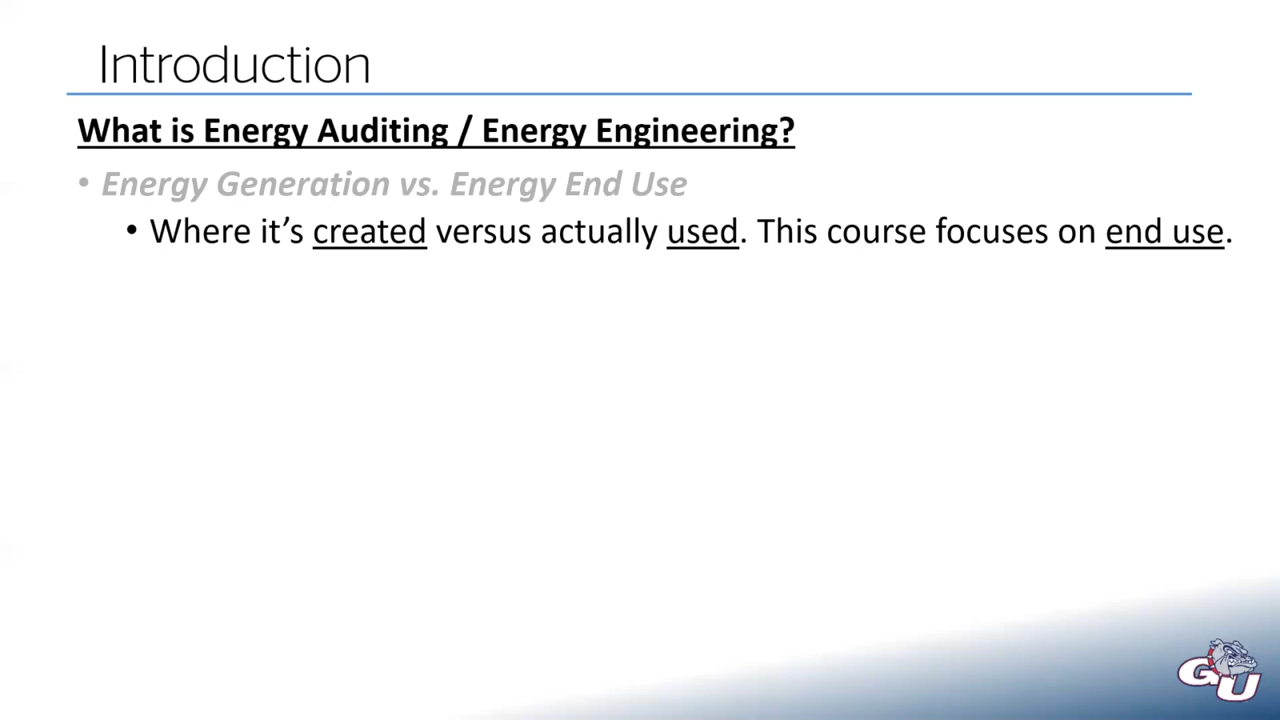 Introduction
What is Energy Auditing / Energy Engineering?
• Energy Generation vs. Energy End Use
• Where it’s created versus actually used. This course focuses on end use.
GU